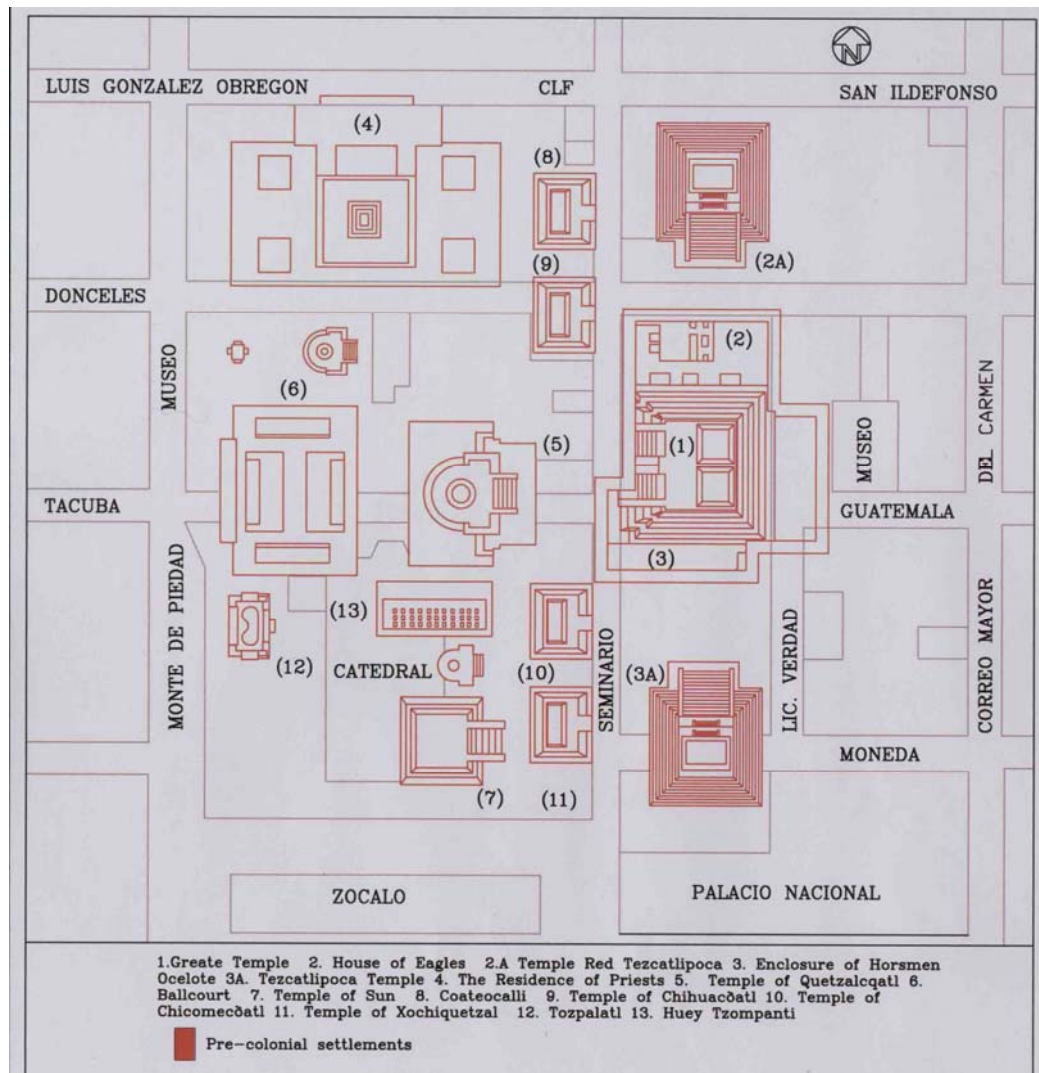 N
LUIS GONZALEZ OBREGON CLF SAN ILDEFONSO
(4)
(8)
(2A)
(9)
DONCELES
(2)
(6)
MUSEO
(5)
(1)
MUSEO
DEL CARMEN
TACUBA
GUATEMALA
(3)
MONTE DE PIEDAD
(13)
(12)
CATEDRAL
(10)
SEMINARIO
(3A)
LIC. VERDAD
CORREO MAYOR
MONEDA
(7)
(11)
ZOCALO
PALACIO NACIONAL
1.Greate Temple 2. House of Eagles 2.A Temple Red Tezcatlipoca 3. Enclosure of Horsmen
Ocelote 3A. Tezcatlipoca Temple 4. The Residence of Priests 5. Temple of Quetzalcqatl 6.
Ballcourt 7. Temple of Sun 8. Coateocalli 9. Temple of Chihuacðatl 10. Temple of
Chicomecðatl 11. Temple of Xochiquetzal 12. Tozpalatl 13. Huey Tzompanti
Pre-colonial settlements